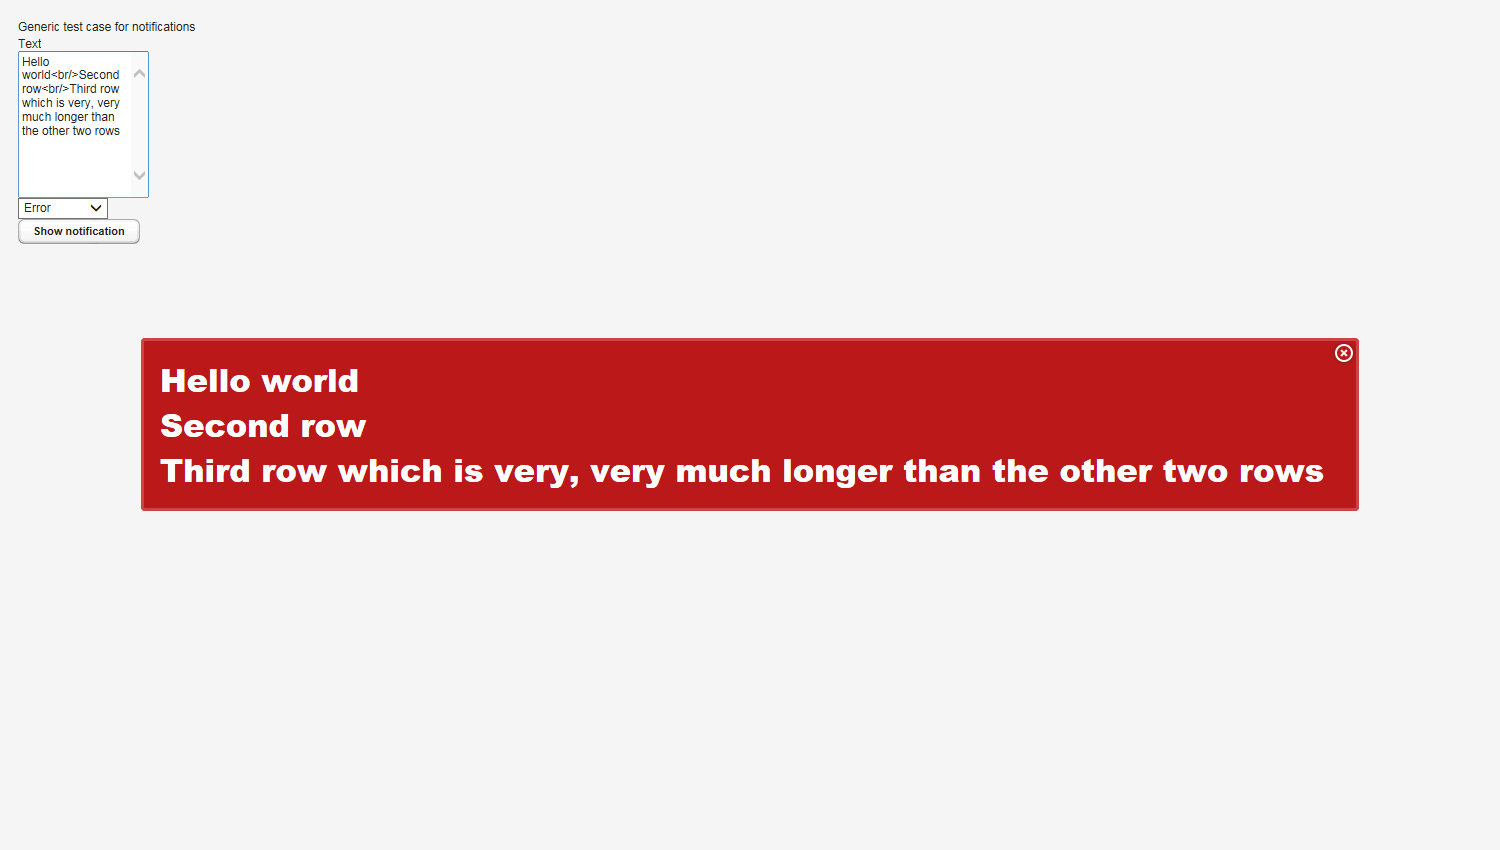 Generic test case for notifications
Text
Hello
world<br/>Second
row<br/>Third row
which is very, very
much longer than
the other two rows
Error
Show notification
Hello world
Second row
Third row which is very, very much longer than the other two rows